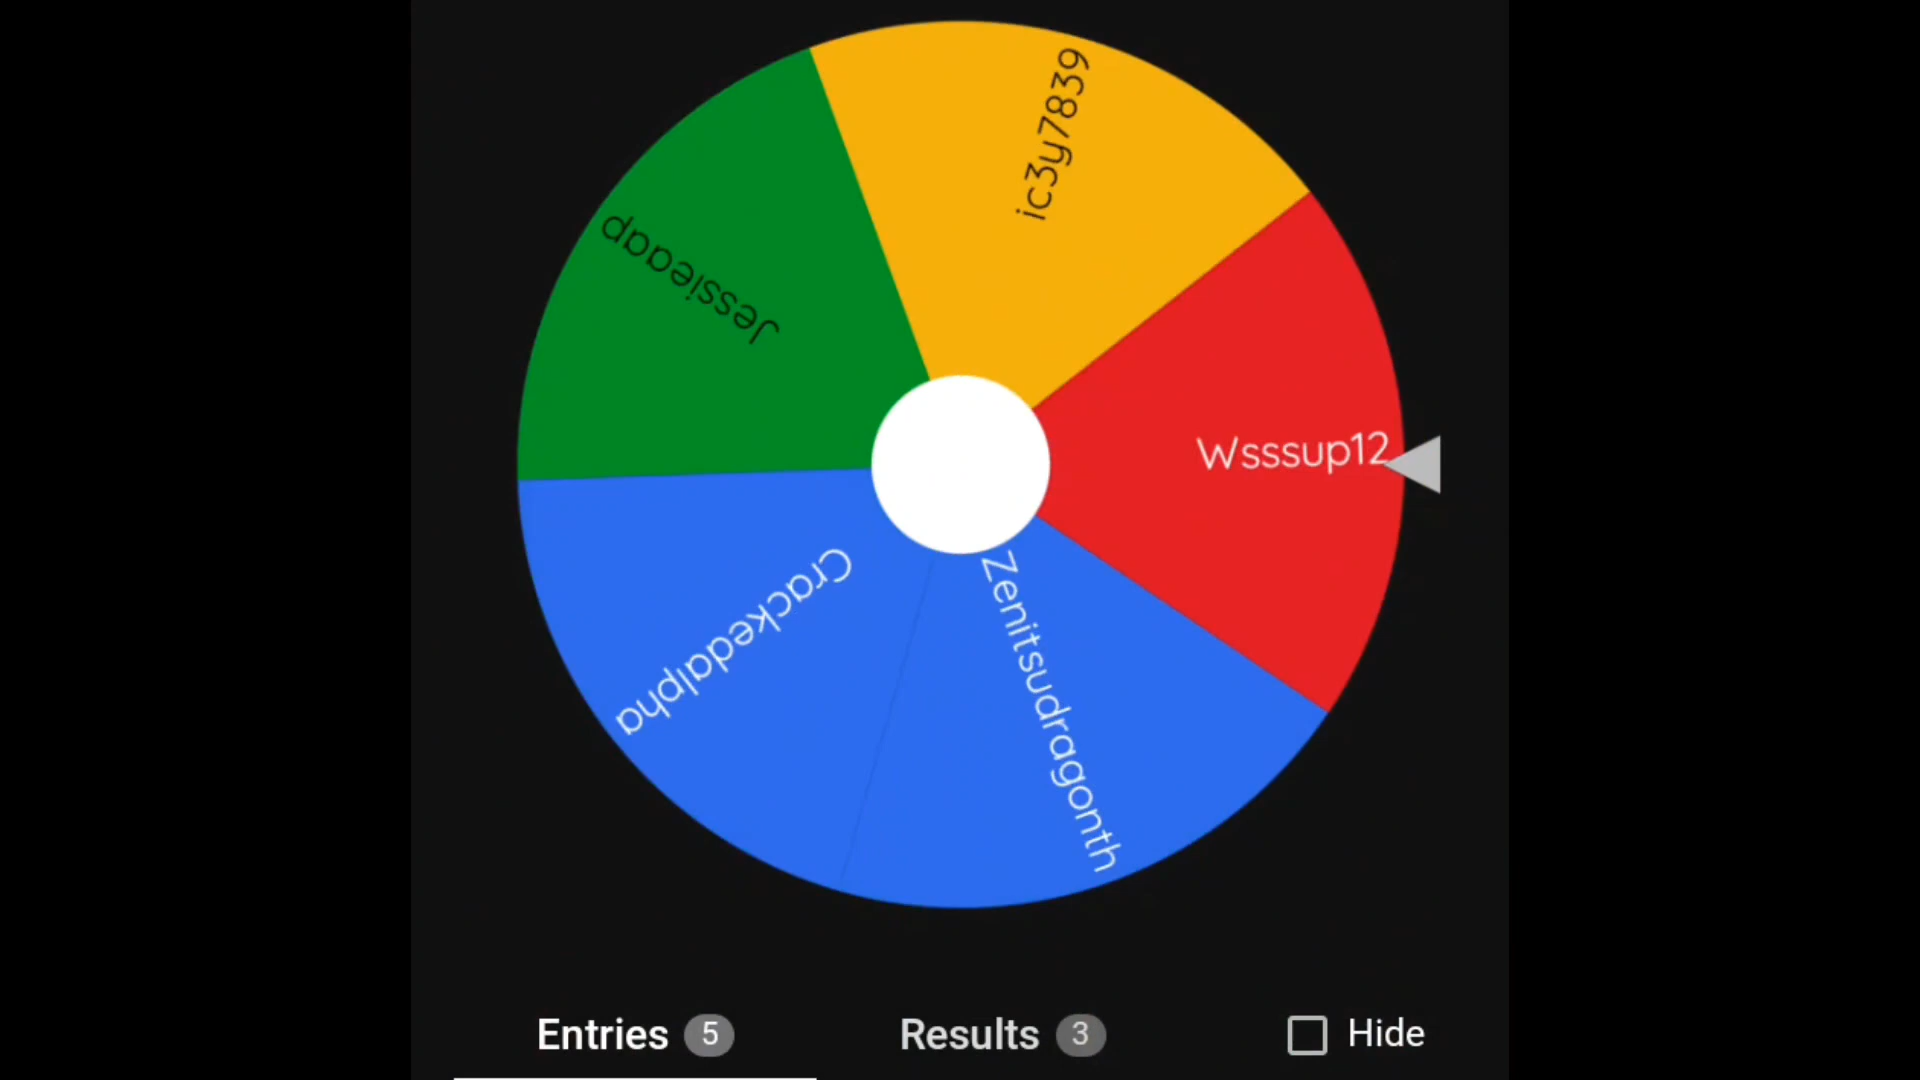 ic3y7839
Jessieaap
Wsssup12
Crackedalpha
Zenitsudragonth
Entries 5
Results 3
Hide